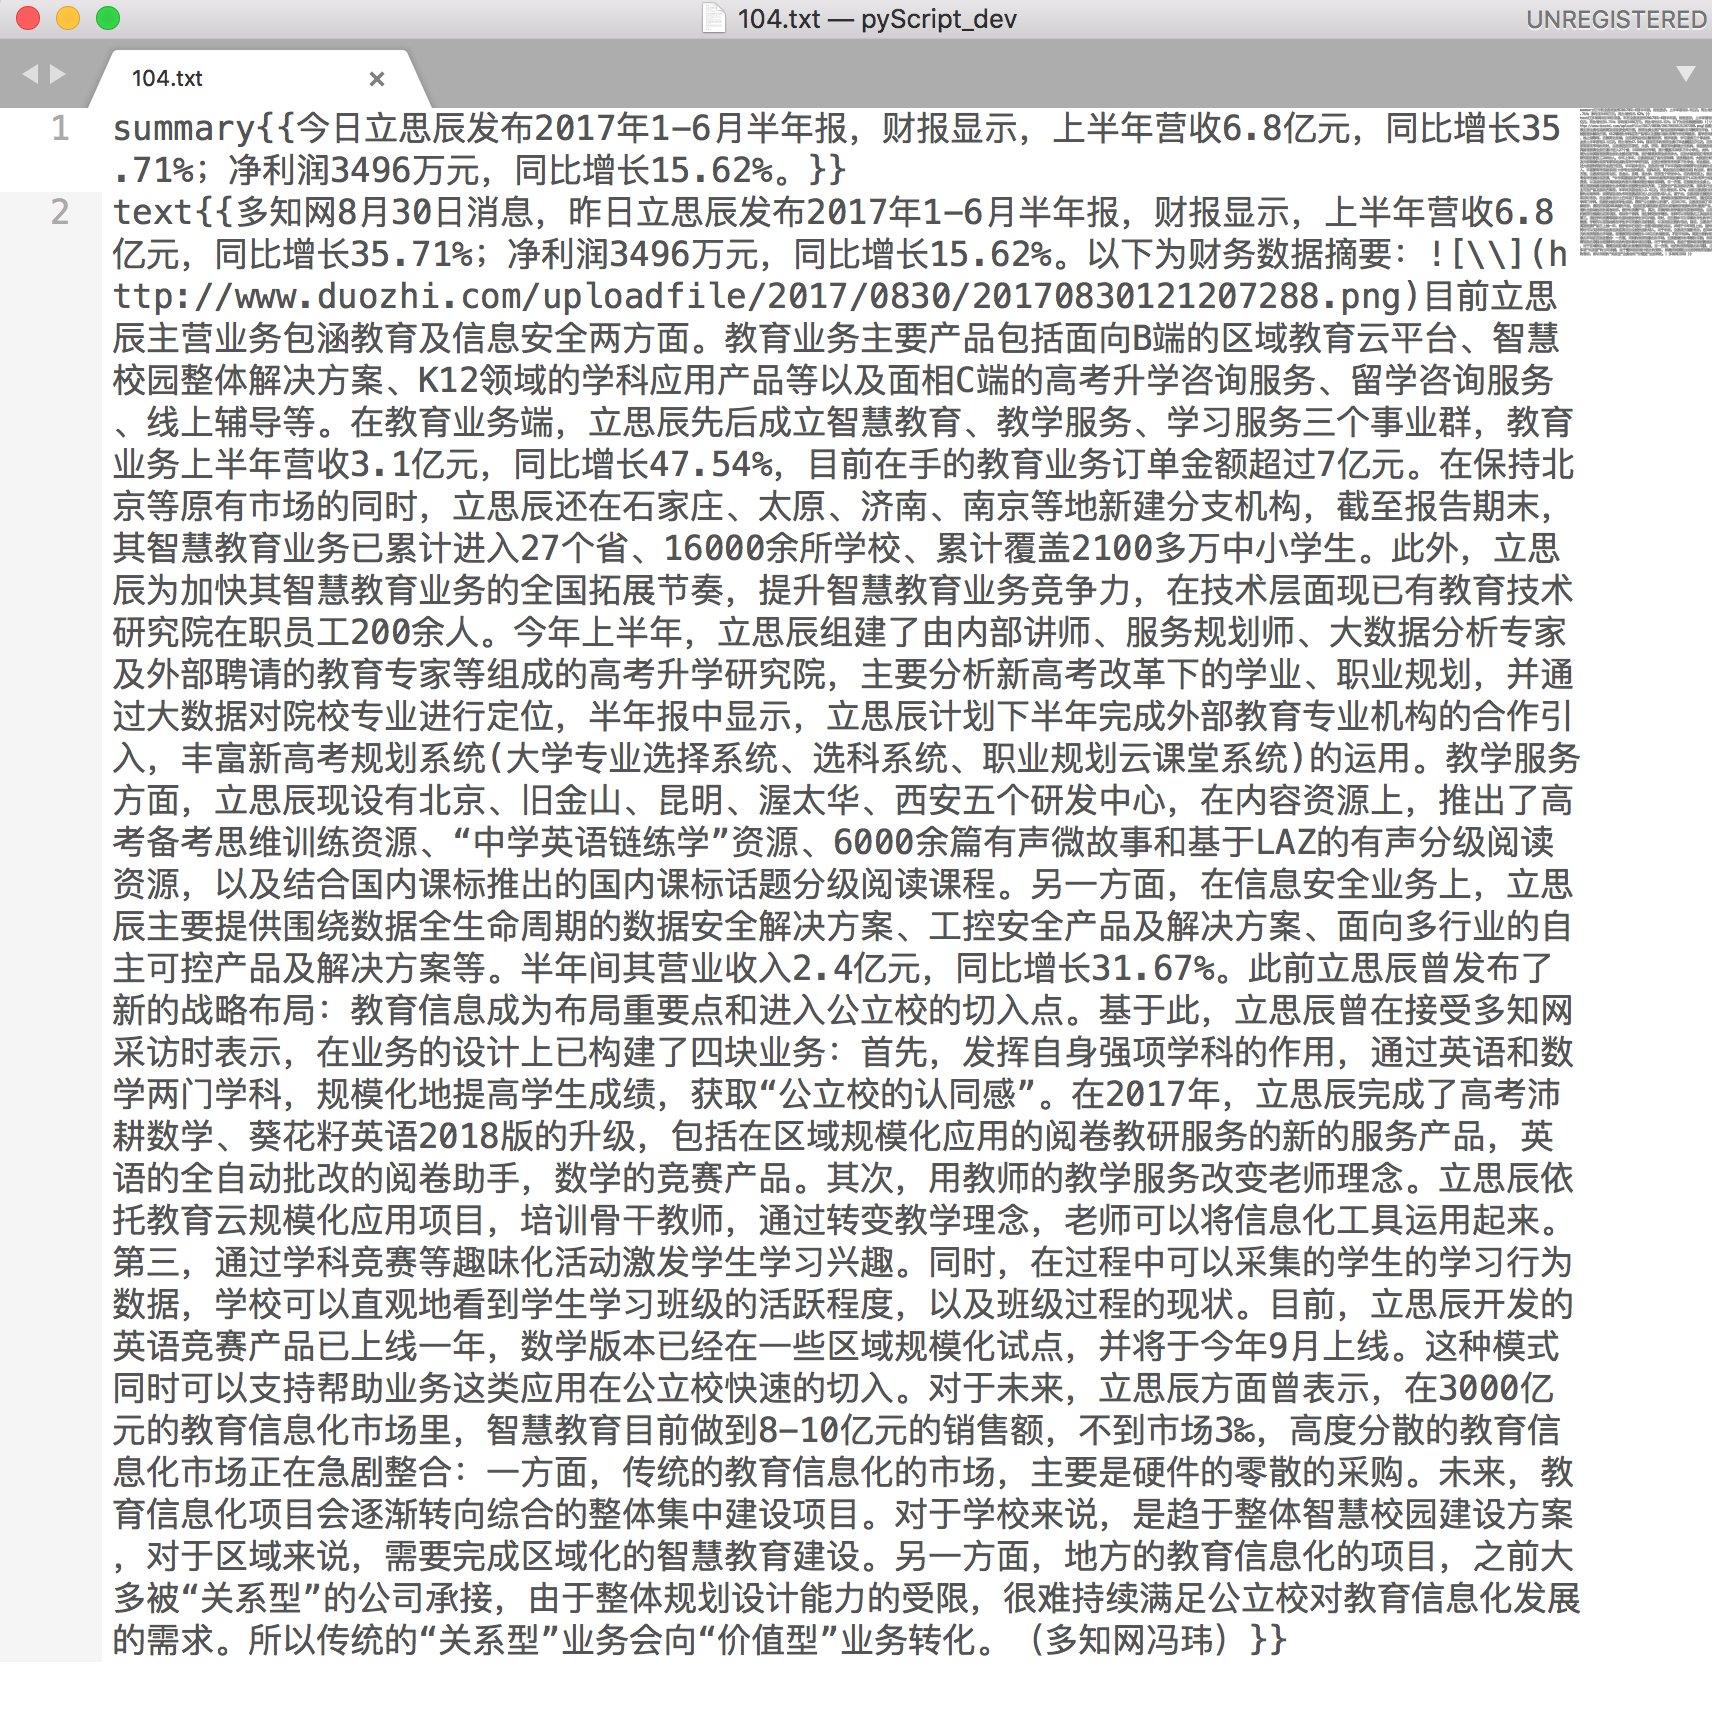 104.txt — pyScript_dev
UNREGISTERED
104.txt
1 summary{{今日立思辰发布2017年1-6月半年报，财报显示，上半年营收6.8亿元，同比增长35
.71%；净利润3496万元，同比增长15.62%。}}
2 text{{多知网8月30日消息，昨日立思辰发布2017年1-6月半年报，财报显示，上半年营收6.8
亿元，同比增长35.71%；净利润3496万元，同比增长15.62%。以下为财务数据摘要：![\\](h
ttp://www.duozhi.com/uploadfile/2017/0830/20170830121207288.png)目前立思
辰主营业务包涵教育及信息安全两方面。教育业务主要产品包括面向B端的区域教育云平台、智慧
校园整体解决方案、K12领域的学科应用产品等以及面相C端的高考升学咨询服务、留学咨询服务
、线上辅导等。在教育业务端，立思辰先后成立智慧教育、教学服务、学习服务三个事业群，教育
业务上半年营收3.1亿元，同比增长47.54%，目前在手的教育业务订单金额超过7亿元。在保持北
京等原有市场的同时，立思辰还在石家庄、太原、济南、南京等地新建分支机构，截至报告期末，
其智慧教育业务已累计进入27个省、16000余所学校、累计覆盖2100多万中小学生。此外，立思
辰为加快其智慧教育业务的全国拓展节奏，提升智慧教育业务竞争力，在技术层面现已有教育技术
研究院在职员工200余人。今年上半年，立思辰组建了由内部讲师、服务规划师、大数据分析专家
及外部聘请的教育专家等组成的高考升学研究院，主要分析新高考改革下的学业、职业规划，并通
过大数据对院校专业进行定位，半年报中显示，立思辰计划下半年完成外部教育专业机构的合作引
入，丰富新高考规划系统(大学专业选择系统、选科系统、职业规划云课堂系统)的运用。教学服务
方面，立思辰现设有北京、旧金山、昆明、渥太华、西安五个研发中心，在内容资源上，推出了高
考备考思维训练资源、“中学英语链练学”资源、6000余篇有声微故事和基于LAZ的有声分级阅读
资源，以及结合国内课标推出的国内课标话题分级阅读课程。另一方面，在信息安全业务上，立思
辰主要提供围绕数据全生命周期的数据安全解决方案、工控安全产品及解决方案、面向多行业的自
主可控产品及解决方案等。半年间其营业收入2.4亿元，同比增长31.67%。此前立思辰曾发布了
新的战略布局：教育信息成为布局重要点和进入公立校的切入点。基于此，立思辰曾在接受多知网
采访时表示，在业务的设计上已构建了四块业务：首先，发挥自身强项学科的作用，通过英语和数
学两门学科，规模化地提高学生成绩，获取“公立校的认同感”。在2017年，立思辰完成了高考沛
耕数学、葵花籽英语2018版的升级，包括在区域规模化应用的阅卷教研服务的新的服务产品，英
语的全自动批改的阅卷助手，数学的竞赛产品。其次，用教师的教学服务改变老师理念。立思辰依
托教育云规模化应用项目，培训骨干教师，通过转变教学理念，老师可以将信息化工具运用起来。
第三，通过学科竞赛等趣味化活动激发学生学习兴趣。同时，在过程中可以采集的学生的学习行为
数据，学校可以直观地看到学生学习班级的活跃程度，以及班级过程的现状。目前，立思辰开发的
英语竞赛产品已上线一年，数学版本已经在一些区域规模化试点，并将于今年9月上线。这种模式
同时可以支持帮助业务这类应用在公立校快速的切入。对于未来，立思辰方面曾表示，在3000亿
元的教育信息化市场里，智慧教育目前做到8-10亿元的销售额，不到市场3‰，高度分散的教育信
息化市场正在急剧整合：一方面，传统的教育信息化的市场，主要是硬件的零散的采购。未来，教
育信息化项目会逐渐转向综合的整体集中建设项目。对于学校来说，是趋于整体智慧校园建设方案
，对于区域来说，需要完成区域化的智慧教育建设。另一方面，地方的教育信息化的项目，之前大
多被“关系型”的公司承接，由于整体规划设计能力的受限，很难持续满足公立校对教育信息化发展
的需求。所以传统的“关系型”业务会向“价值型”业务转化。（多知网冯玮）}}